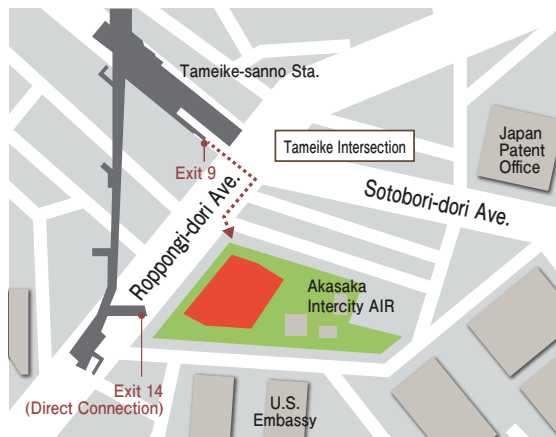 Tameike-sanno Sta.
Tameike Intersection
Japan
Patent
Office
Exit 9
Sotobori-dori Ave.
Roppongi-dori Ave.
Akasaka
Intercity AIR
Exit 14
(Direct Connection)
U.S.
Embassy